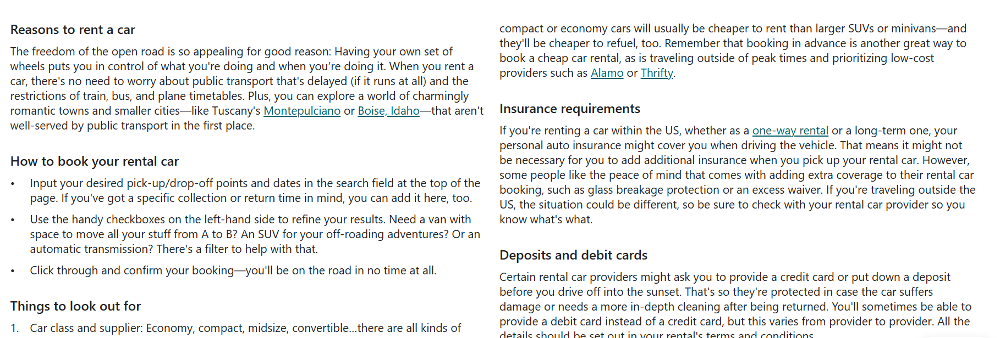 Reasons to rent a car
The freedom of the open road is so appealing for good reason: Having your own set of
wheels puts you in control of what you're doing and when you’re doing it. When you rent a
car, there's no need to worry about public transport that's delayed (if it runs at all) and the
restrictions of train, bus, and plane timetables. Plus, you can explore a world of charmingly
romantic towns and smaller cities—like Tuscany's Montepulciano or Boise, Idaho—that aren't
well-served by public transport in the first place.
How to book your rental car
• Input your desired pick-up/drop-off points and dates in the search field at the top of the
page. If you've got a specific collection or return time in mind, you can add it here, too.
• Use the handy checkboxes on the left-hand side to refine your results. Need a van with
space to move all your stuff from A to B? An SUV for your off-roading adventures? Or an
automatic transmission? There's a filter to help with that.
• Click through and confirm your booking—you'll be on the road in no time at all.
Things to look out for
1. Car class and supplier: Economy, compact, midsize, convertible...there are all kinds of
compact or economy cars will usually be cheaper to rent than larger SUVs or minivans—and
they'll be cheaper to refuel, too. Remember that booking in advance is another great way to
book a cheap car rental, as is traveling outside of peak times and prioritizing low-cost
providers such as Alamo or Thrifty.
Insurance requirements
If you're renting a car within the US, whether as a one-way rental or a long-term one, your
personal auto insurance might cover you when driving the vehicle. That means it might not
be necessary for you to add additional insurance when you pick up your rental car. However,
some people like the peace of mind that comes with adding extra coverage to their rental car
booking, such as glass breakage protection or an excess waiver. If you're traveling outside the
US, the situation could be different, so be sure to check with your rental car provider so you
know what's what.
Deposits and debit cards
Certain rental car providers might ask you to provide a credit card or put down a deposit
before you drive off into the sunset. That's so they're protected in case the car suffers
damage or needs a more in-depth cleaning after being returned. You'll sometimes be able to
provide a debit card instead of a credit card, but this varies from provider to provider. All the
details should be set out in your rental's terms and conditions.